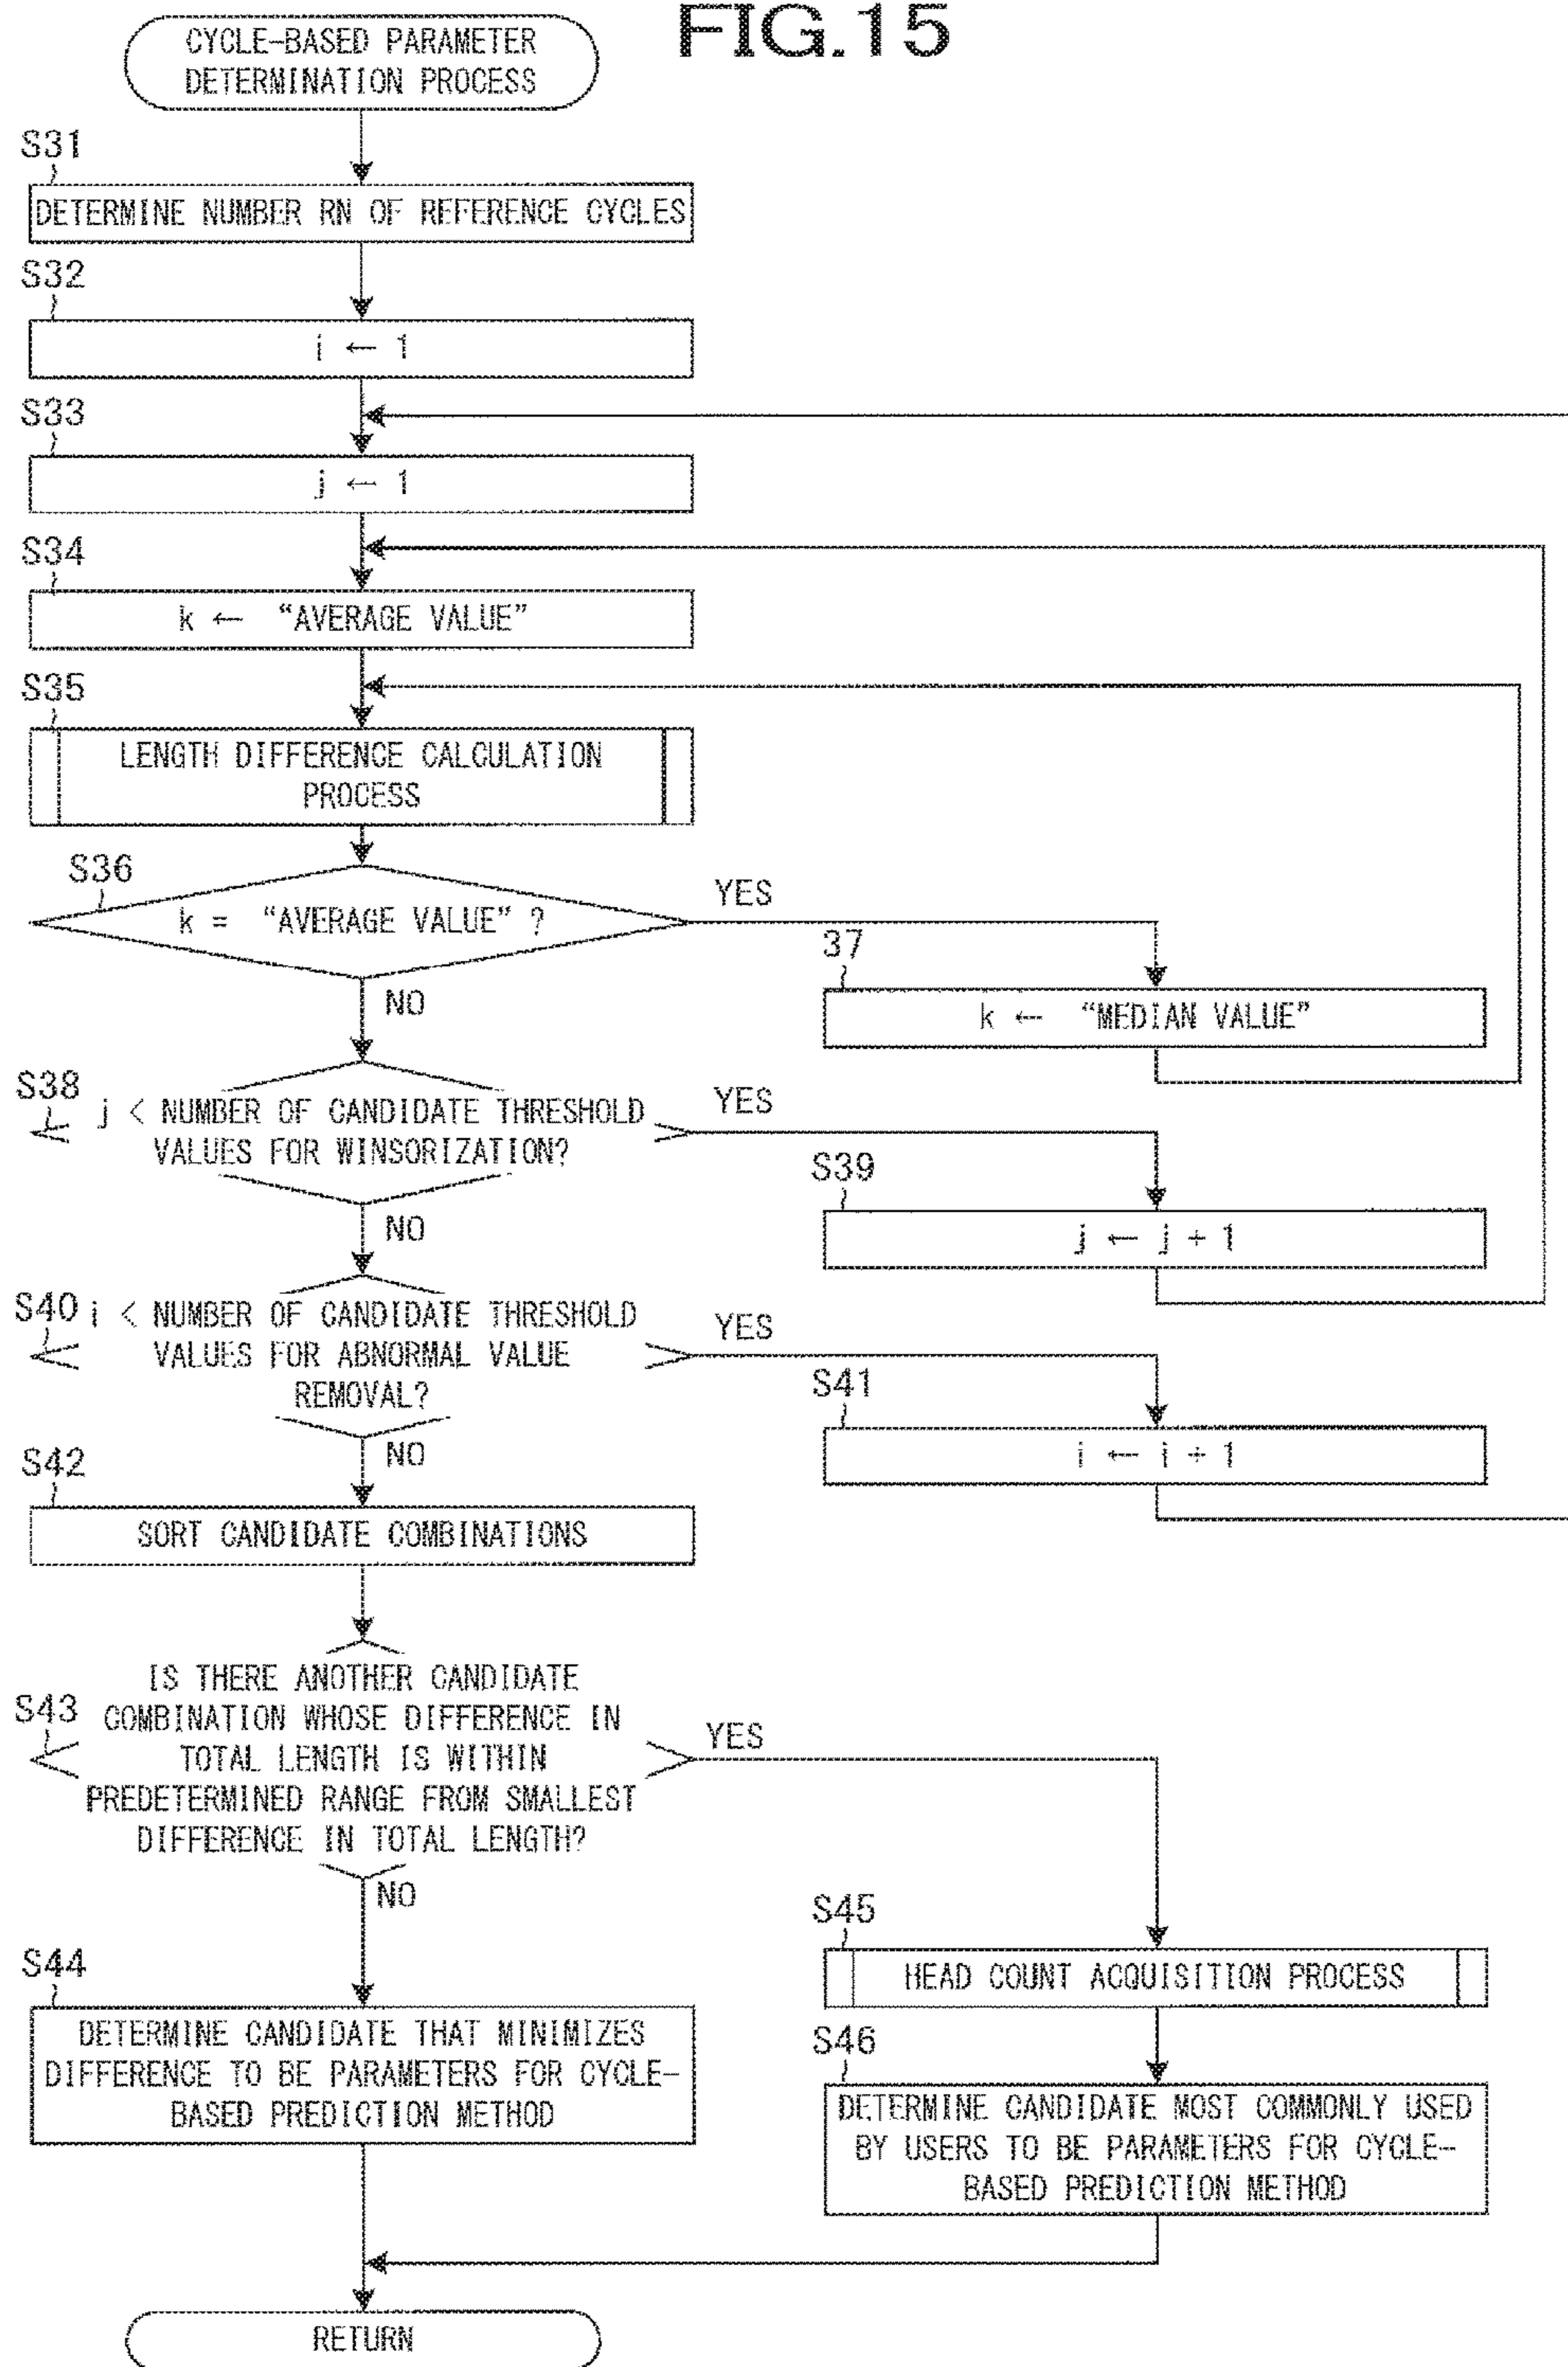 FIG.15
CYCLE-BASED PARAMETER
DETERMINATION PROCESS
S31
DETERMINE NUMBER RN OF REFERENCE CYCLES
S32
i ← 1
S33
j ← 1
S34
k ← “AVERAGE VALUE”
S35
LENGTH DIFFERENCE CALCULATION
PROCESS
S36
k = “AVERAGE VALUE” ?
YES
NO
37
k ← “MEDIAN VALUE”
S38
j < NUMBER OF CANDIDATE THRESHOLD
VALUES FOR WINSORIZATION?
YES
NO
S39
j ← j + 1
S40
i < NUMBER OF CANDIDATE THRESHOLD
VALUES FOR ABNORMAL VALUE
REMOVAL?
YES
NO
S41
i ← i + 1
S42
SORT CANDIDATE COMBINATIONS
S43
IS THERE ANOTHER CANDIDATE
COMBINATION WHOSE DIFFERENCE IN
TOTAL LENGTH IS WITHIN
PREDETERMINED RANGE FROM SMALLEST
DIFFERENCE IN TOTAL LENGTH?
YES
NO
S44
DETERMINE CANDIDATE THAT MINIMIZES
DIFFERENCE TO BE PARAMETERS FOR CYCLE-
BASED PREDICTION METHOD
S45
HEAD COUNT ACQUISITION PROCESS
S46
DETERMINE CANDIDATE MOST COMMONLY USED
BY USERS TO BE PARAMETERS FOR CYCLE-
BASED PREDICTION METHOD
RETURN